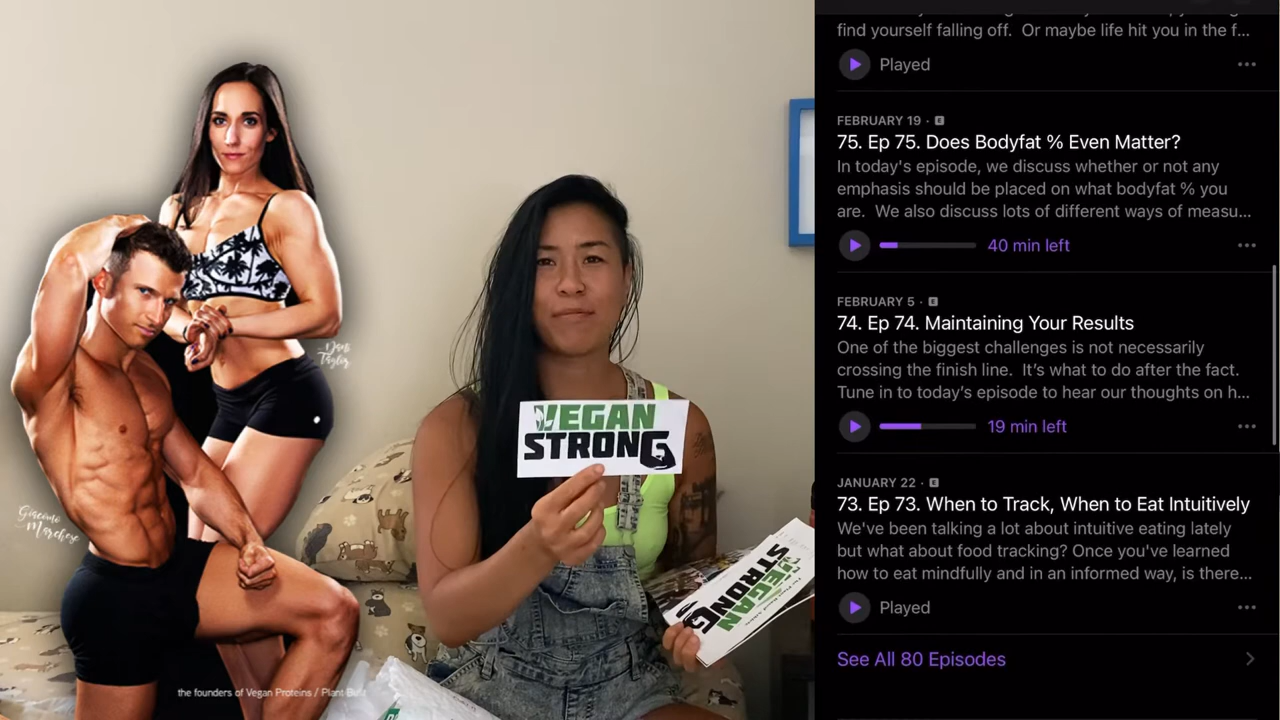 Dani
Taylor
Giacomo
Marchese
the founders of Vegan Proteins / Plant Built
VEGAN
STRONG
VEGAN
STRONG
find yourself falling off. Or maybe life hit you in the f...
Played
FEBRUARY 19 · E
75. Ep 75. Does Bodyfat % Even Matter?
In today's episode, we discuss whether or not any
emphasis should be placed on what bodyfat % you
are. We also discuss lots of different ways of measu...
40 min left
FEBRUARY 5 · E
74. Ep 74. Maintaining Your Results
One of the biggest challenges is not necessarily
crossing the finish line. It's what to do after the fact.
Tune in to today's episode to hear our thoughts on h...
19 min left
JANUARY 22 · E
73. Ep 73. When to Track, When to Eat Intuitively
We've been talking a lot about intuitive eating lately
but what about food tracking? Once you've learned
how to eat mindfully and in an informed way, is there...
Played
See All 80 Episodes